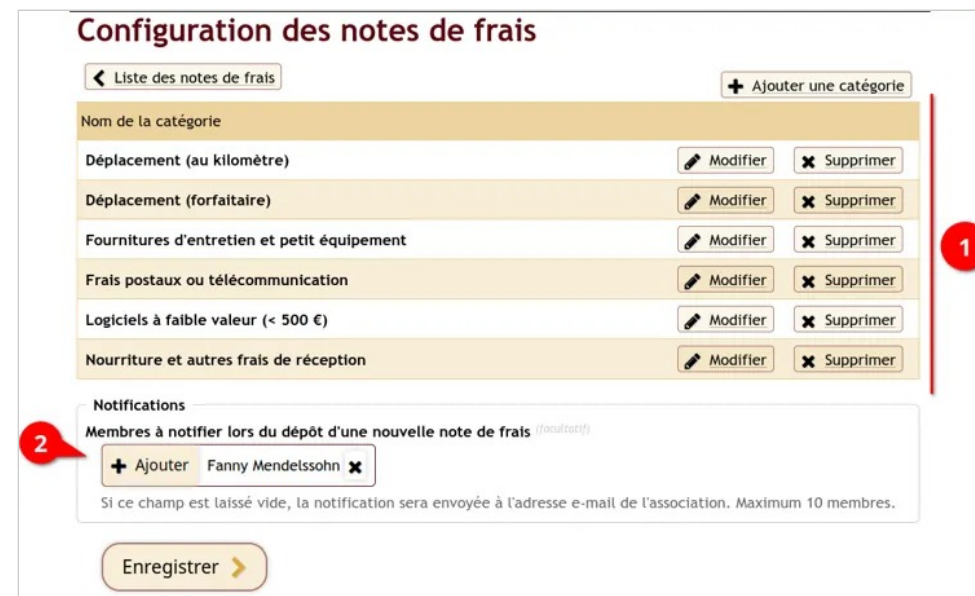 Configuration des notes de frais
Liste des notes de frais
Ajouter une catégorie
Nom de la catégorie
Déplacement (au kilomètre) Modifier Supprimer
Déplacement (forfaitaire) Modifier Supprimer
Fournitures d'entretien et petit équipement Modifier Supprimer
Frais postaux ou télécommunication Modifier Supprimer
Logiciels à faible valeur (< 500 €) Modifier Supprimer
Nourriture et autres frais de réception Modifier Supprimer
1
Notifications
Membres à notifier lors du dépôt d'une nouvelle note de frais (facultatif)
2
Ajouter Fanny Mendelssohn
Si ce champ est laissé vide, la notification sera envoyée à l'adresse e-mail de l'association. Maximum 10 membres.
Enregistrer